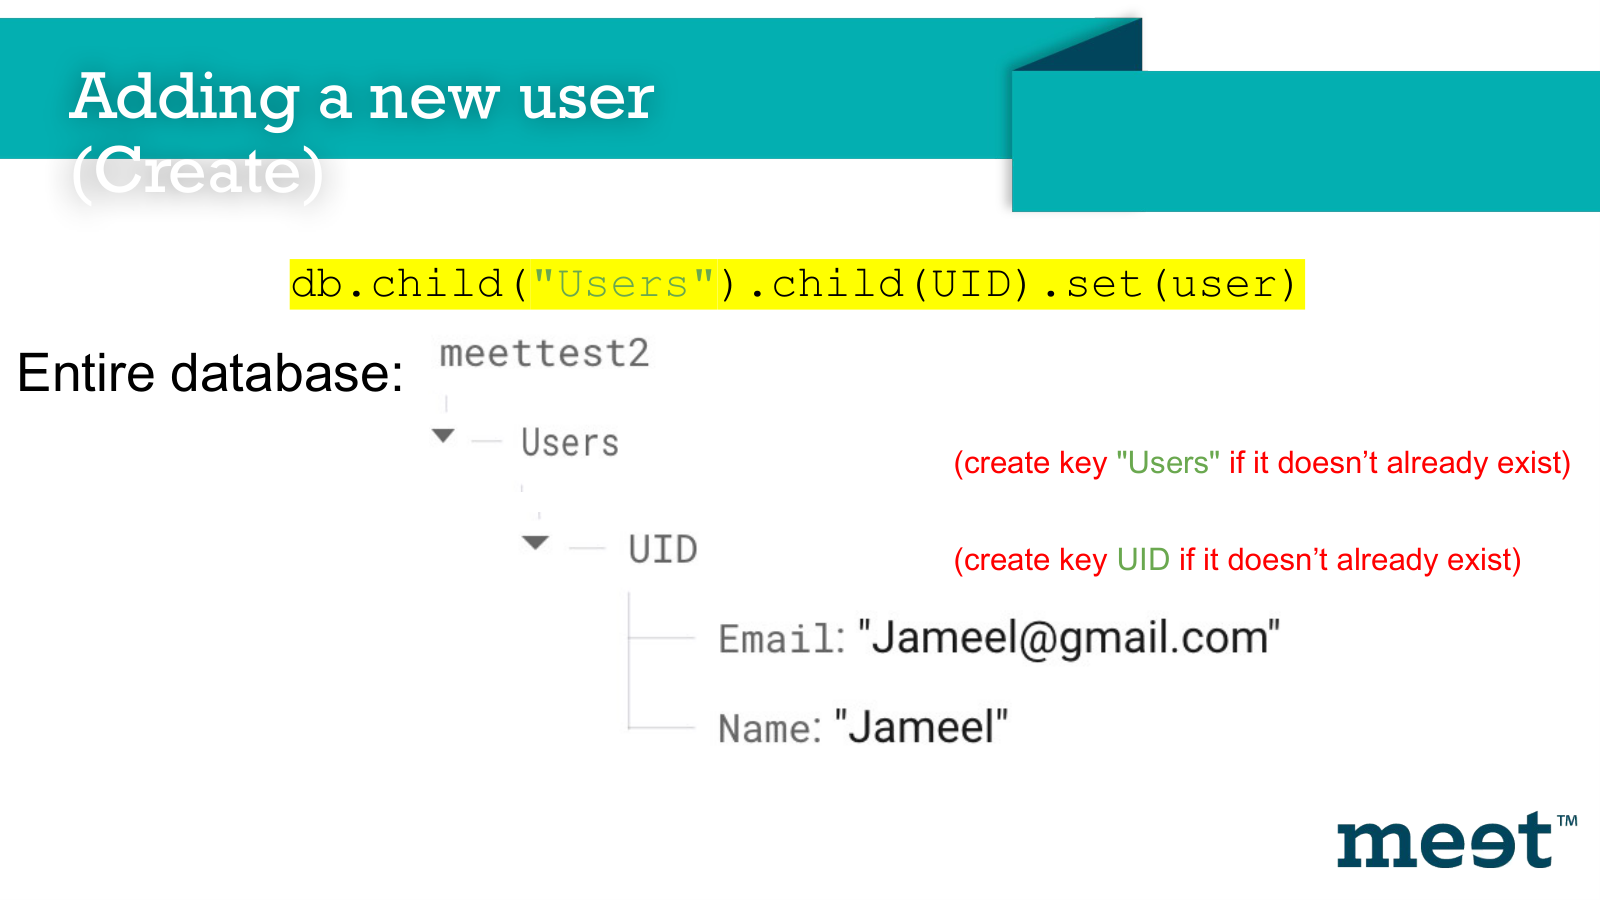 Adding a new user
(Create)
db.child("Users").child(UID).set(user)
Entire database:
meettest2
Users
(create key "Users" if it doesn’t already exist)
UID
(create key UID if it doesn’t already exist)
Email: "Jameel@gmail.com"
Name: "Jameel"
meet™